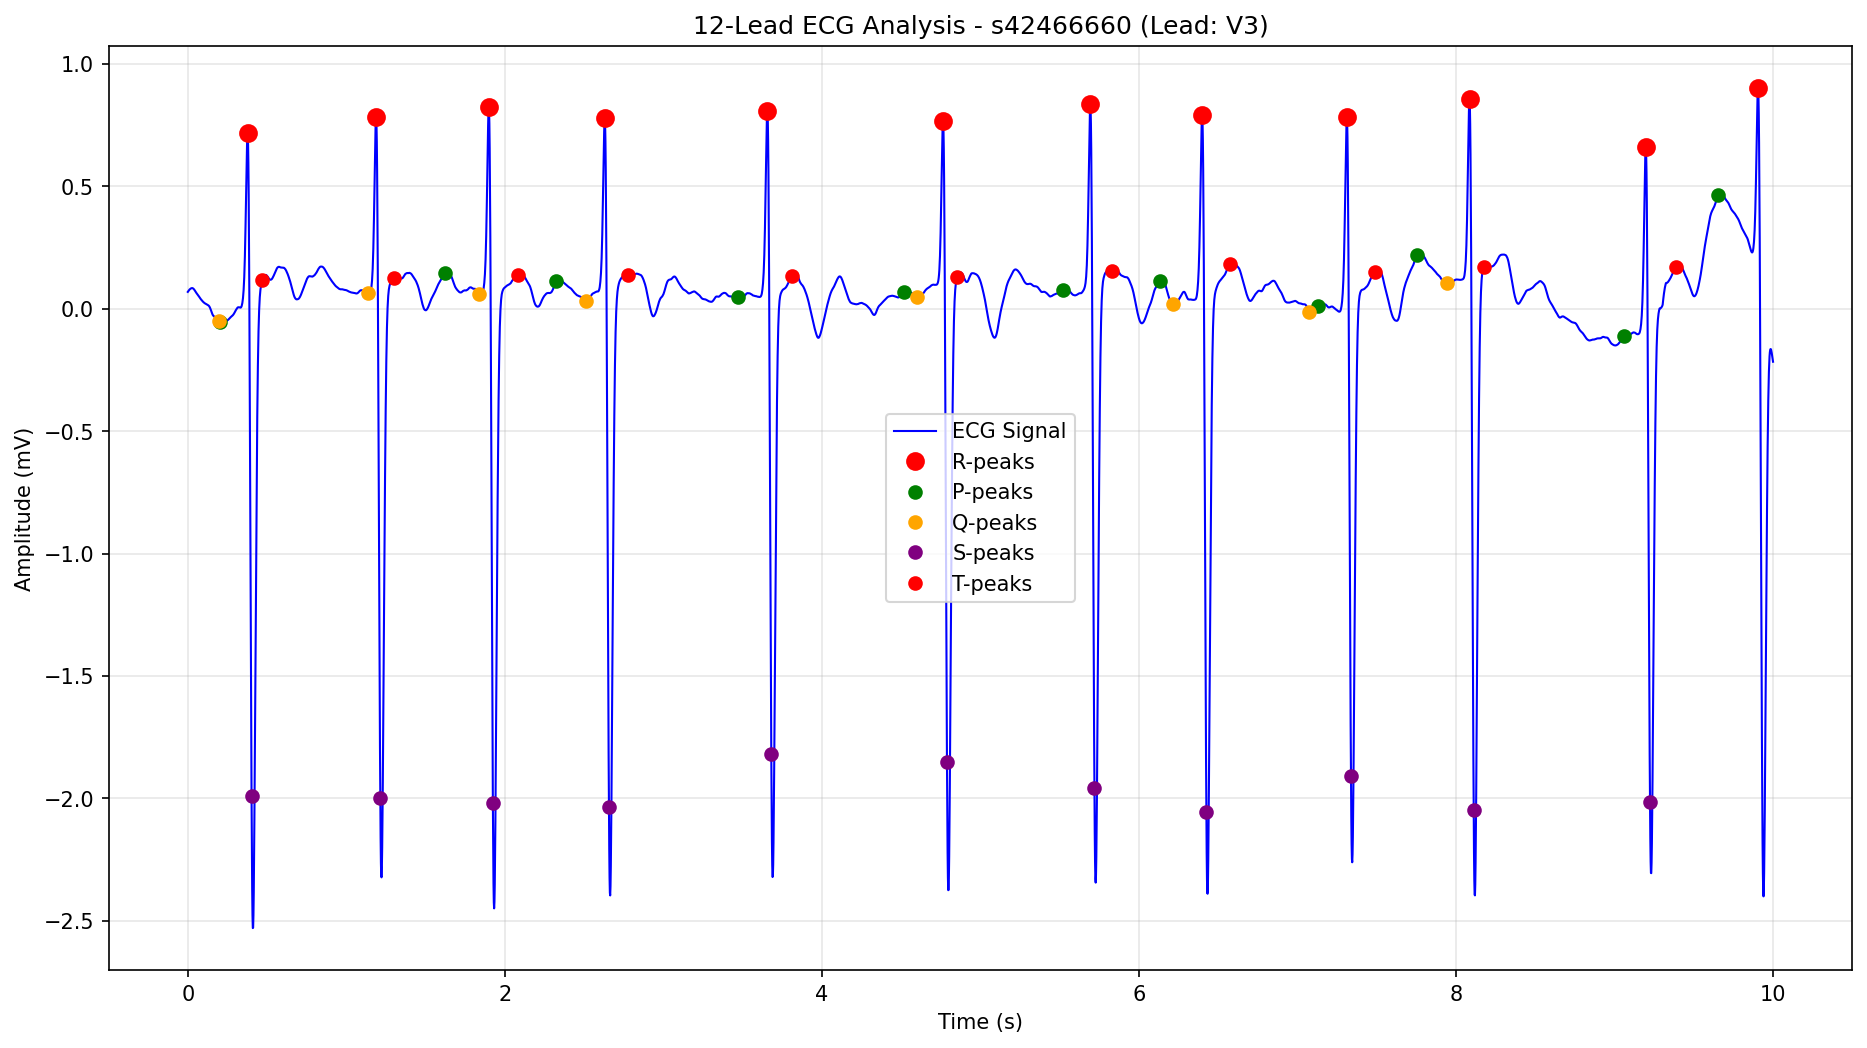 12-Lead ECG Analysis - s42466660 (Lead: V3)
1.0
0.5
0.0
−0.5
−1.0
−1.5
−2.0
−2.5
Amplitude (mV)
ECG Signal
R-peaks
P-peaks
Q-peaks
S-peaks
T-peaks
0 2 4 6 8 10
Time (s)